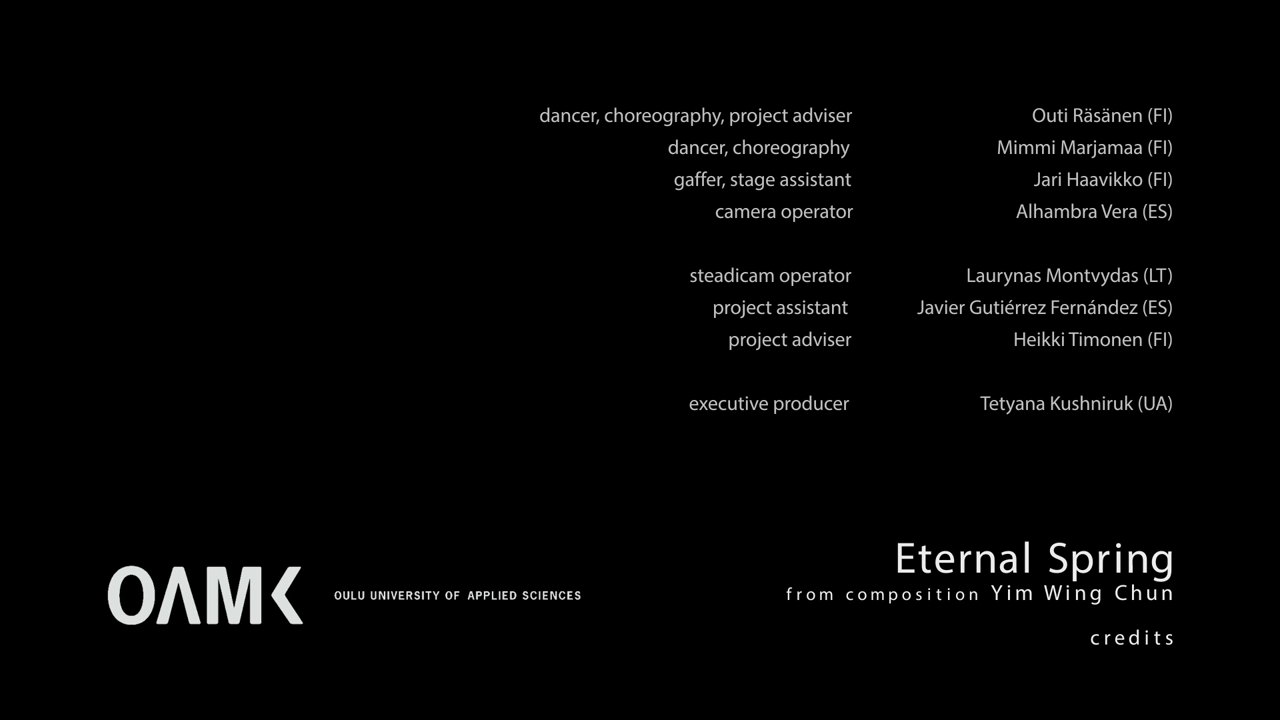 dancer, choreography, project adviser Outi Räsänen (FI)
dancer, choreography Mimmi Marjamaa (FI)
gaffer, stage assistant Jari Haavikko (FI)
camera operator Alhambra Vera (ES)
steadicam operator Laurynas Montvydas (LT)
project assistant Javier Gutiérrez Fernández (ES)
project adviser Heikki Timonen (FI)
executive producer Tetyana Kushniruk (UA)
Eternal Spring
from composition Yim Wing Chun
credits
OAMK
OULU UNIVERSITY OF APPLIED SCIENCES